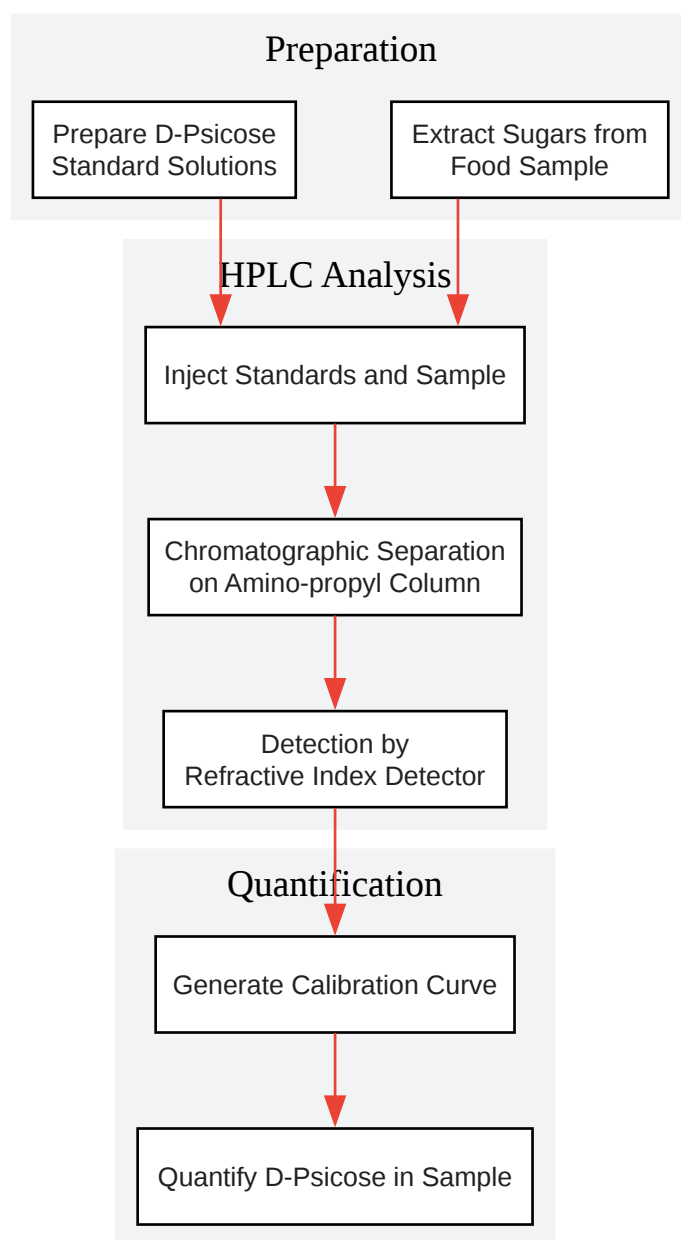 Preparation
Prepare D-Psicose
Standard Solutions
Extract Sugars from
Food Sample
HPLC Analysis
Inject Standards and Sample
Chromatographic Separation
on Amino-propyl Column
Detection by
Refractive Index Detector
Quantification
Generate Calibration Curve
Quantify D-Psicose in Sample